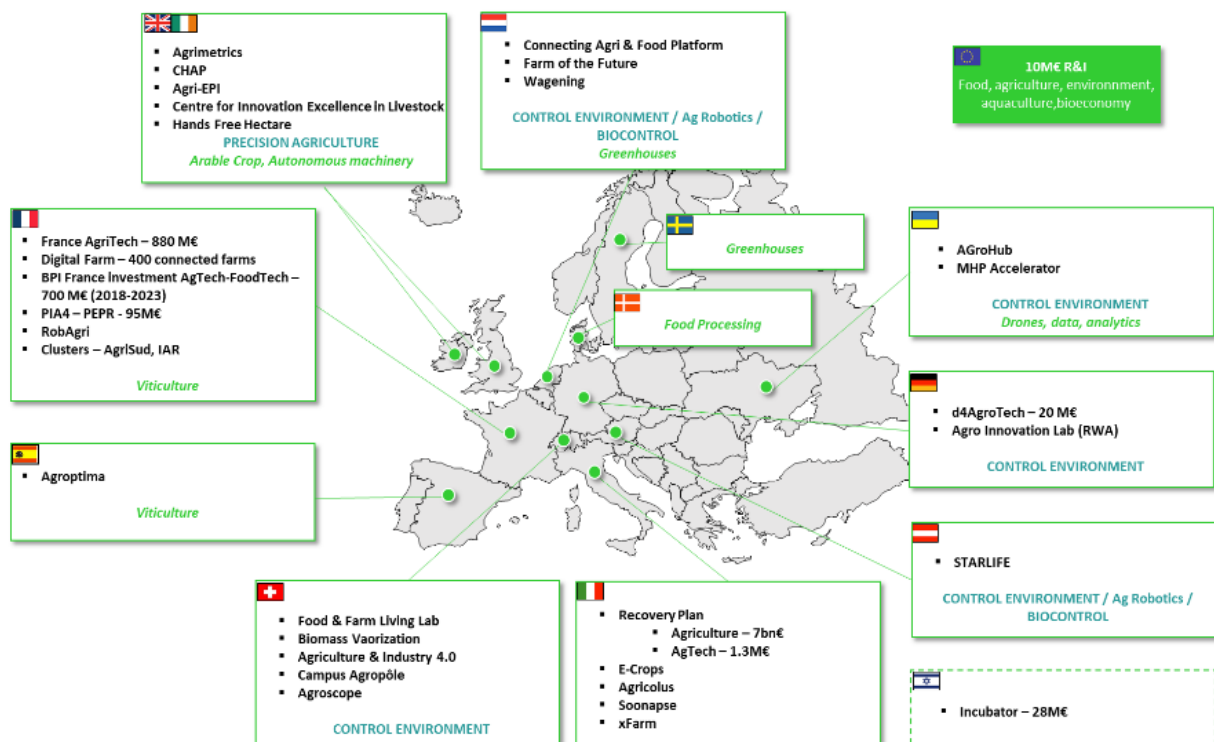 Agrimetrics
CHAP
Agri-EPI
Centre for Innovation Excellence in Livestock
Hands Free Hectare
PRECISION AGRICULTURE
Arable Crop, Autonomous machinery
Connecting Agri & Food Platform
Farm of the Future
Wagening
CONTROL ENVIRONMENT / Ag Robotics /
BIOCONTROL
Greenhouses
10M€ R&I
Food, agriculture, environnment,
aquaculture,bioeconomy
France AgriTech – 880 M€
Digital Farm – 400 connected farms
BPI France investment AgTech-FoodTech –
700 M€ (2018-2023)
PIA4 – PEPR - 95M€
RobAgri
Clusters – AgriSud, IAR
Viticulture
Greenhouses
Food Processing
AGroHub
MHP Accelerator
CONTROL ENVIRONMENT
Drones, data, analytics
d4AgroTech – 20 M€
Agro Innovation Lab (RWA)
CONTROL ENVIRONMENT
Agroptima
Viticulture
STARLIFE
CONTROL ENVIRONMENT / Ag Robotics /
BIOCONTROL
Food & Farm Living Lab
Biomass Vaorization
Agriculture & Industry 4.0
Campus Agropôle
Agroscope
CONTROL ENVIRONMENT
Recovery Plan
Agriculture – 7bn€
AgTech – 1.3M€
E-Crops
Agricolus
Soonapse
xFarm
Incubator – 28M€